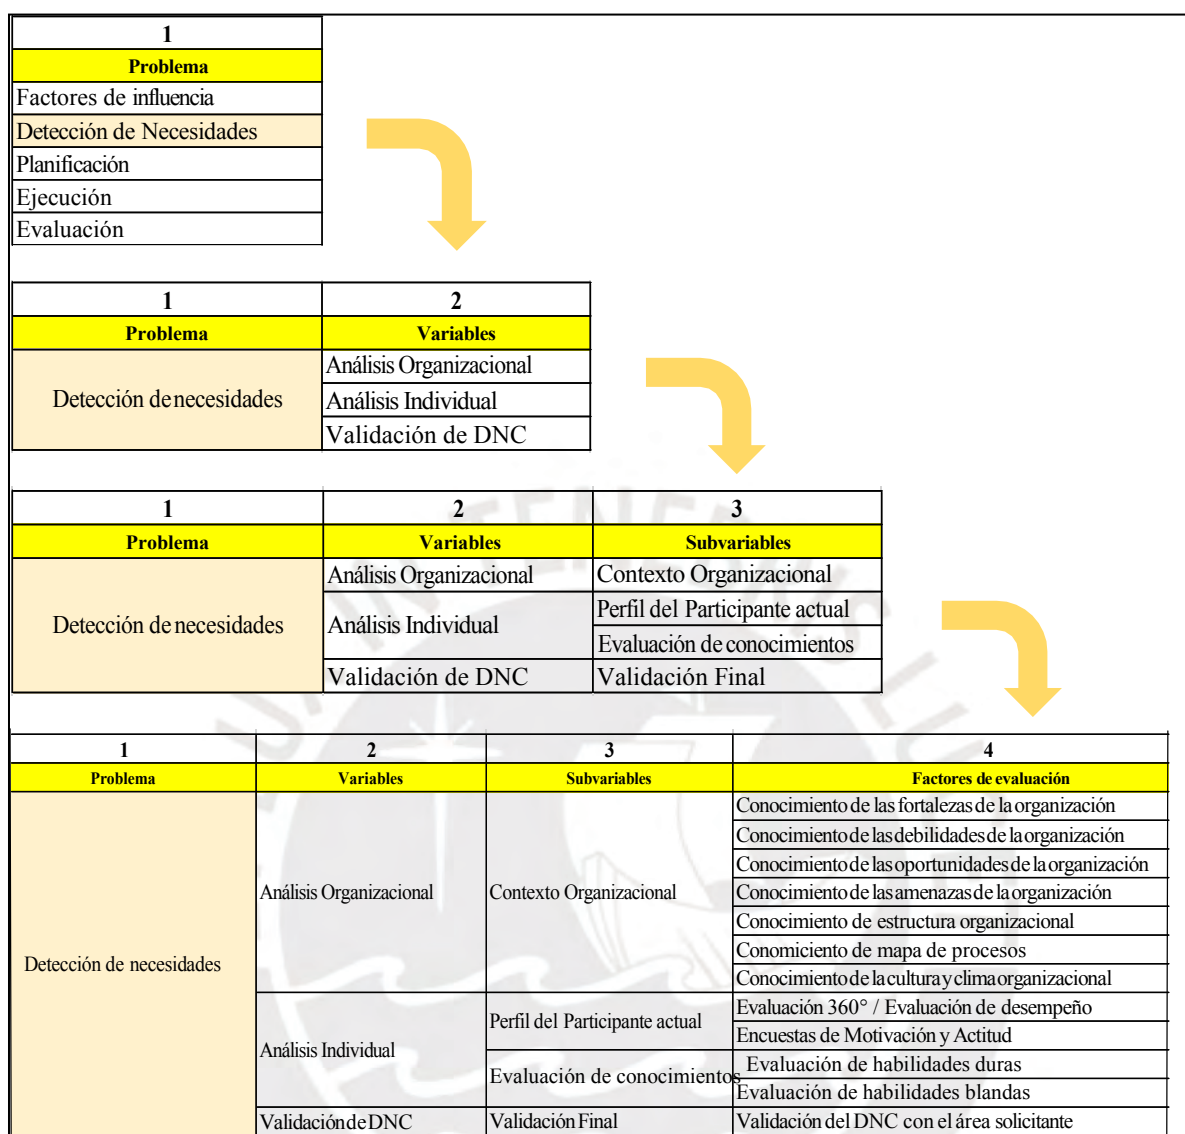 1
Problema
Factores de influencia
Detección de Necesidades
Planificación
Ejecución
Evaluación
1 2
Problema Variables
Detección de necesidades
Análisis Organizacional
Análisis Individual
Validación de DNC
1 2 3
Problema Variables Subvariables
Detección de necesidades
Análisis Organizacional Contexto Organizacional
Análisis Individual
Perfil del Participante actual
Evaluación de conocimientos
Validación de DNC Validación Final
1 2 3 4
Problema Variables Subvariables Factores de evaluación
Detección de necesidades
Análisis Organizacional Contexto Organizacional
Conocimiento de las fortalezas de la organización
Conocimiento de las debilidades de la organización
Conocimiento de las oportunidades de la organización
Conocimiento de las amenazas de la organización
Conocimiento de estructura organizacional
Conomiciento de mapa de procesos
Conocimiento de la cultura y clima organizacional
Análisis Individual
Perfil del Participante actual
Evaluación 360° / Evaluación de desempeño
Encuestas de Motivación y Actitud
Evaluación de conocimientos
Evaluación de habilidades duras
Evaluación de habilidades blandas
Validación de DNC Validación Final Validación del DNC con el área solicitante